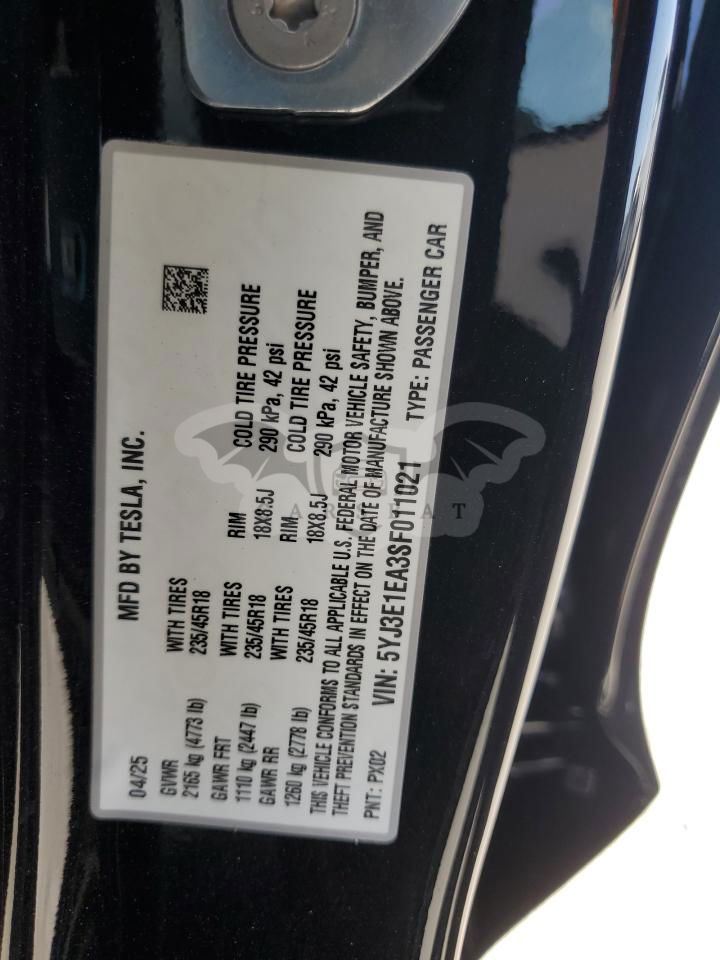 MFD BY TESLA, INC.
04/25
GVWR
2165 kg (4773 lb)
WITH TIRES
235/45R18
GAWR FRT
1110 kg (2447 lb)
WITH TIRES
235/45R18
RIM
18X8.5J
COLD TIRE PRESSURE
290 kPa, 42 psi
GAWR RR
1260 kg (2778 lb)
WITH TIRES
235/45R18
RIM
18X8.5J
COLD TIRE PRESSURE
290 kPa, 42 psi
THIS VEHICLE CONFORMS TO ALL APPLICABLE U.S. FEDERAL MOTOR VEHICLE SAFETY, BUMPER, AND
THEFT PREVENTION STANDARDS IN EFFECT ON THE DATE OF MANUFACTURE SHOWN ABOVE.
PNT: PX02 VIN: 5YJ3E1EA3SF011021 TYPE: PASSENGER CAR